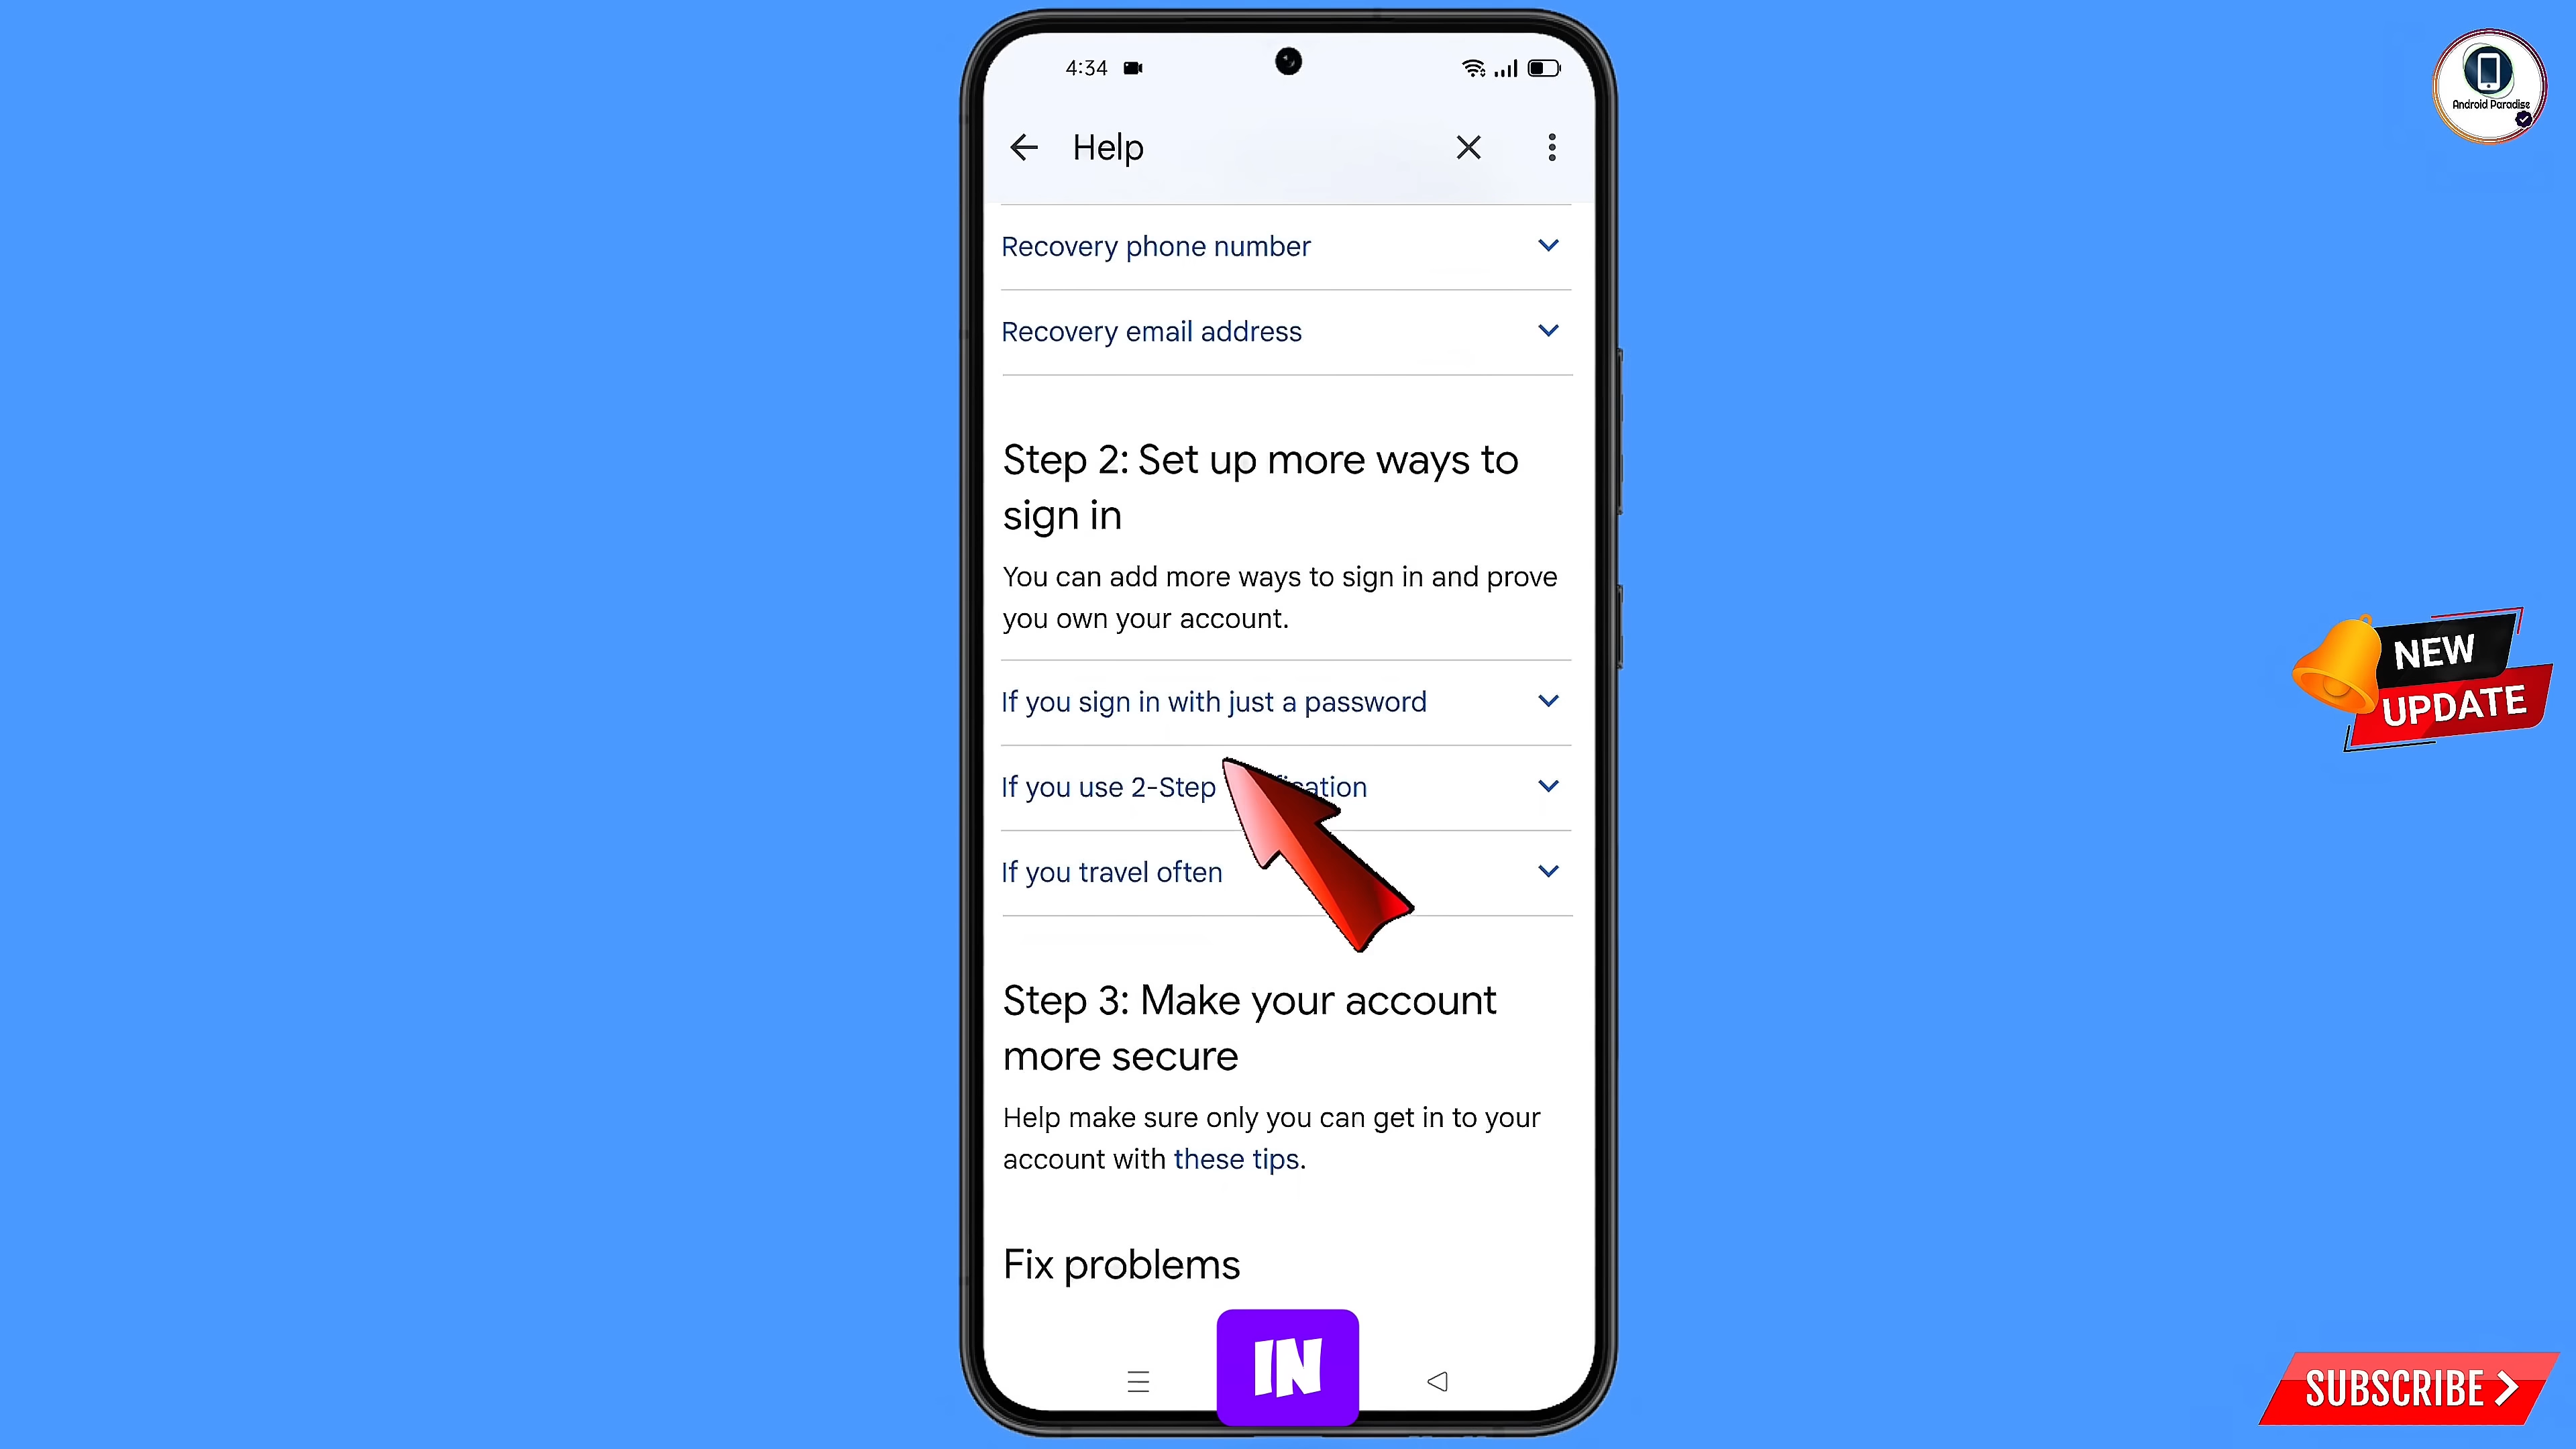 4:34
Android Paradise
Help
Recovery phone number
Recovery email address
Step 2: Set up more ways to
sign in
You can add more ways to sign in and prove
you own your account.
If you sign in with just a password
If you use 2-Step
If you travel often
Step 3: Make your account
more secure
Help make sure only you can get in to your
account with these tips.
Fix problems
IN
NEW
UPDATE
SUBSCRIBE